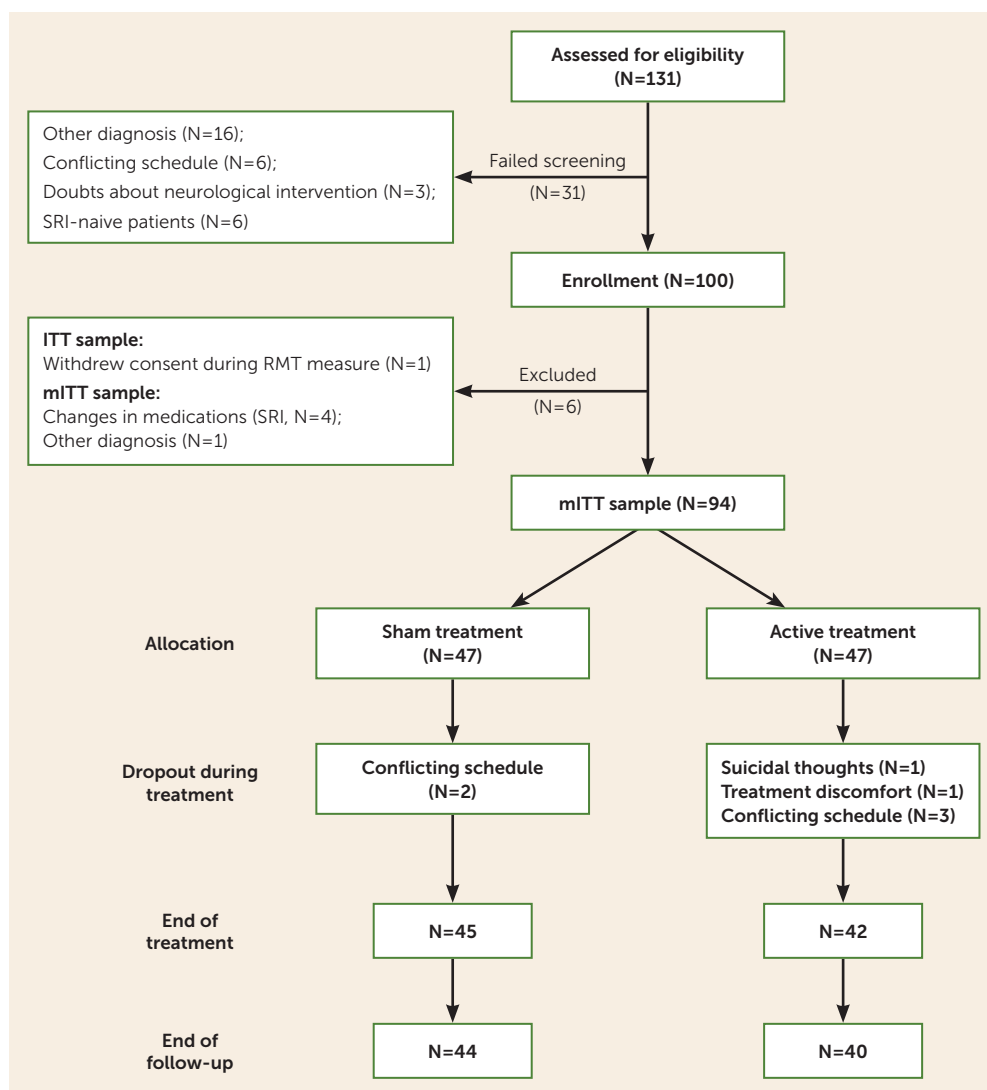 Assessed for eligibility
(N=131)
Other diagnosis (N=16);
Conflicting schedule (N=6);
Doubts about neurological intervention (N=3);
SRI-naive patients (N=6)
Failed screening
(N=31)
Enrollment (N=100)
ITT sample:
Withdrew consent during RMT measure (N=1)
mITT sample:
Changes in medications (SRI, N=4);
Other diagnosis (N=1)
Excluded
(N=6)
mITT sample (N=94)
Allocation
Sham treatment
(N=47)
Active treatment
(N=47)
Dropout during
treatment
Conflicting schedule
(N=2)
Suicidal thoughts (N=1)
Treatment discomfort (N=1)
Conflicting schedule (N=3)
End of
treatment
N=45
N=42
End of
follow-up
N=44
N=40